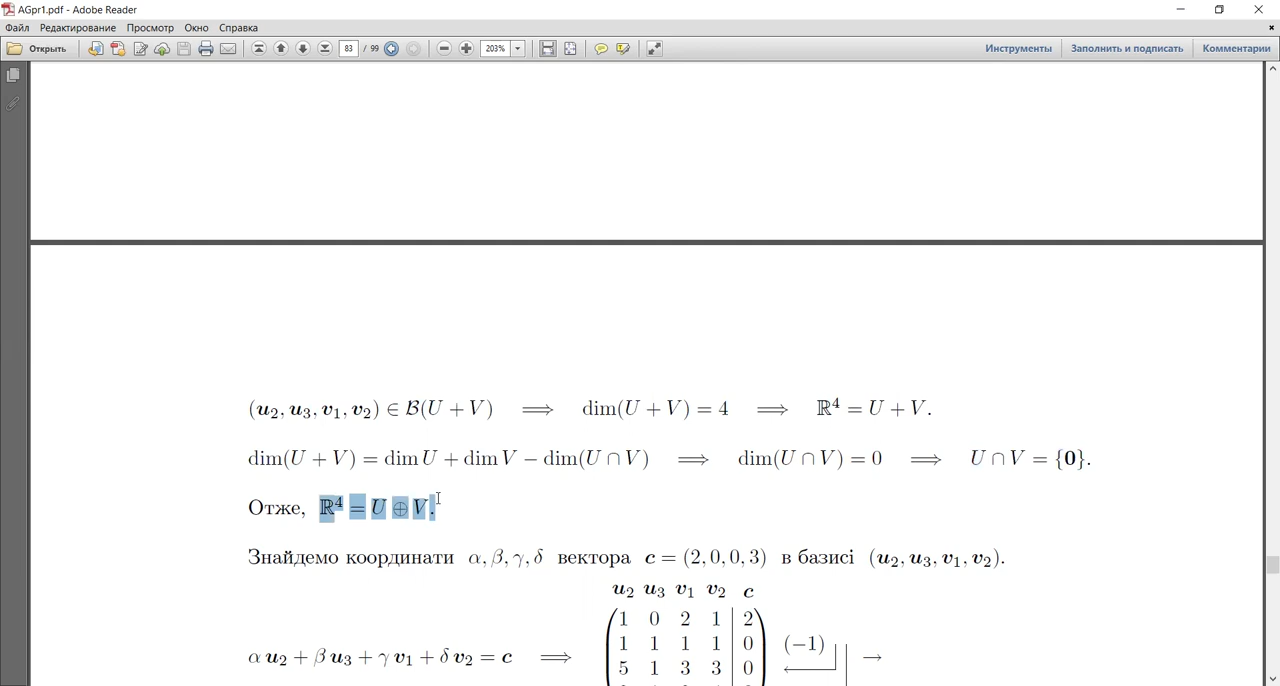 AGpr1.pdf - Adobe Reader
Файл Редактирование Просмотр Окно Справка
Открыть 83 / 99 203% Инструменты Заполнить и подписать Комментарии
(u₂, u₃, v₁, v₂) ∈ ℬ(U + V) ⟹ dim(U + V) = 4 ⟹ ℝ⁴ = U + V.
dim(U + V) = dim U + dim V − dim(U ∩ V) ⟹ dim(U ∩ V) = 0 ⟹ U ∩ V = {0}.
Отже, ℝ⁴ = U ⊕ V.
Знайдемо координати α, β, γ, δ вектора c = (2, 0, 0, 3) в базисі (u₂, u₃, v₁, v₂).
u₂ u₃ v₁ v₂ c
1 0 2 1 2
1 1 1 1 0 (−1)
α u₂ + β u₃ + γ v₁ + δ v₂ = c ⟹ →
5 1 3 3 0